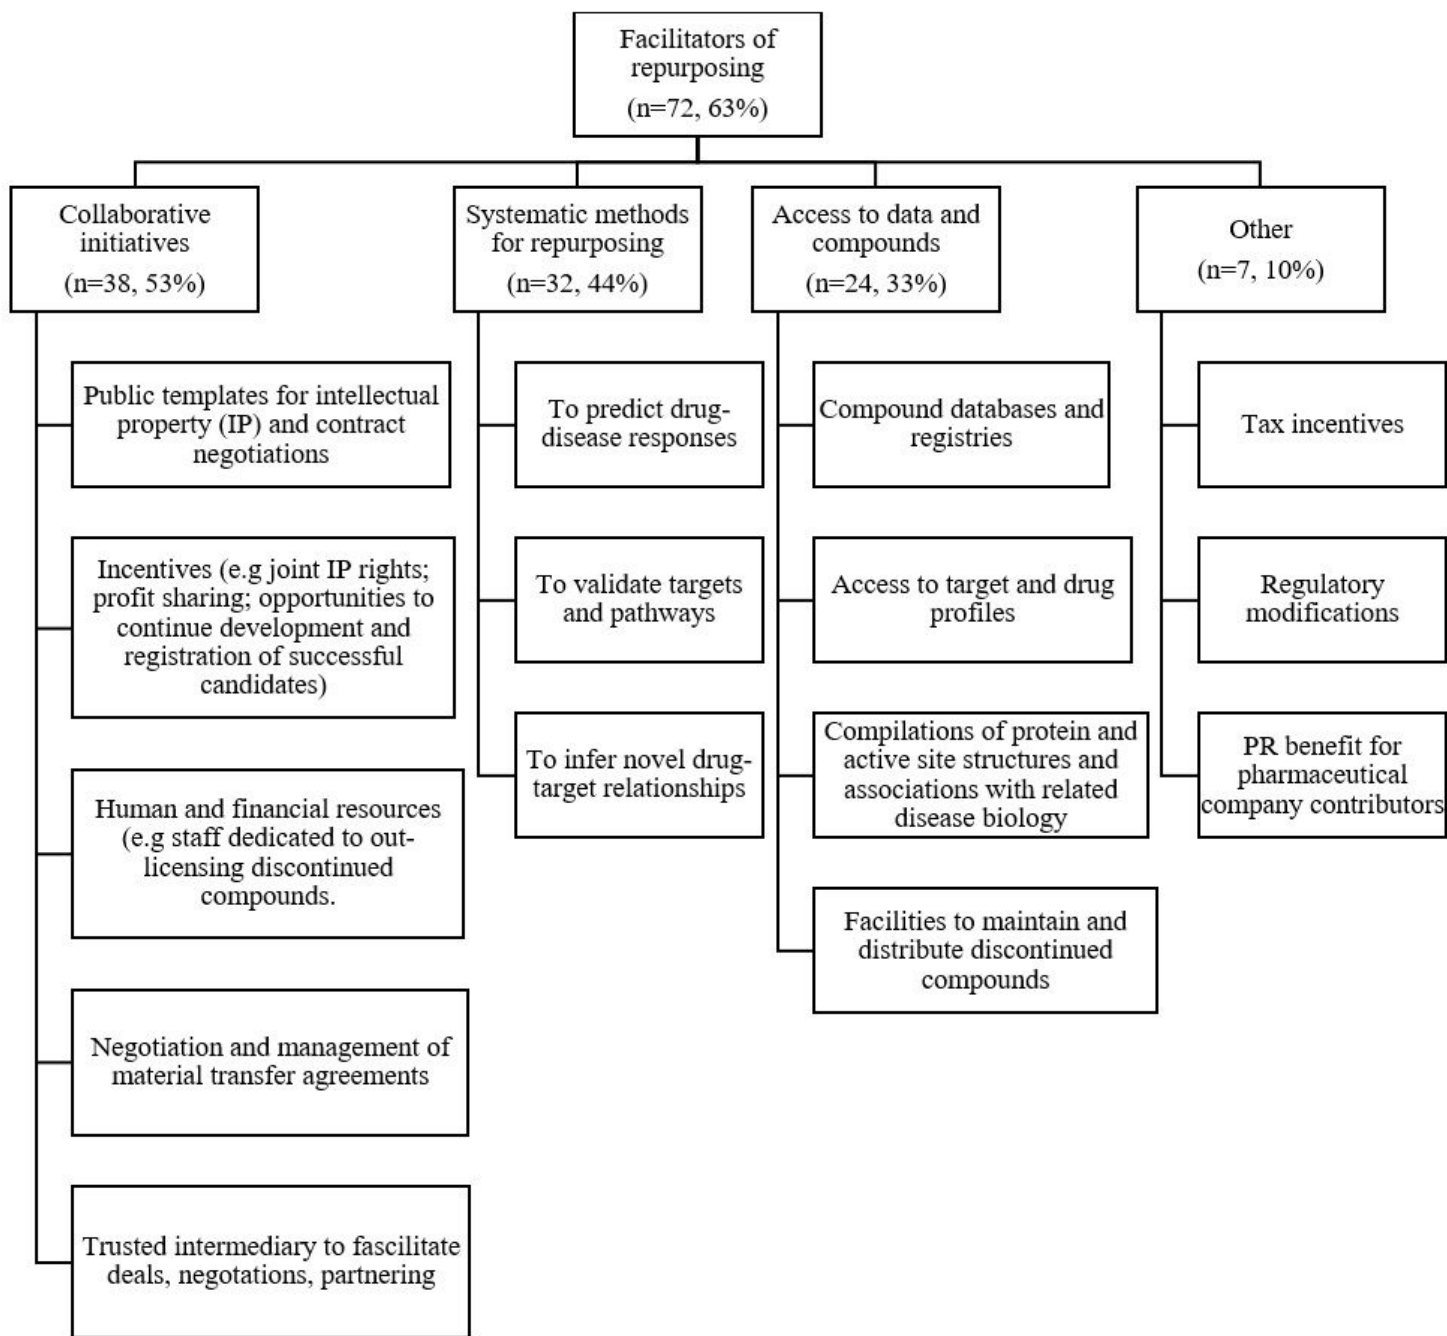 Facilitators of
repurposing
(n=72, 63%)
Collaborative
initiatives
(n=38, 53%)
Systematic methods
for repurposing
(n=32, 44%)
Access to data and
compounds
(n=24, 33%)
Other
(n=7, 10%)
Public templates for intellectual
property (IP) and contract
negotiations
Incentives (e.g joint IP rights;
profit sharing; opportunities to
continue development and
registration of successful
candidates)
Human and financial resources
(e.g staff dedicated to out-
licensing discontinued
compounds.
Negotiation and management of
material transfer agreements
Trusted intermediary to fascilitate
deals, negotations, partnering
To predict drug-
disease responses
To validate targets
and pathways
To infer novel drug-
target relationships
Compound databases and
registries
Access to target and drug
profiles
Compilations of protein and
active site structures and
associations with related
disease biology
Facilities to maintain and
distribute discontinued
compounds
Tax incentives
Regulatory
modifications
PR benefit for
pharmaceutical
company contributors